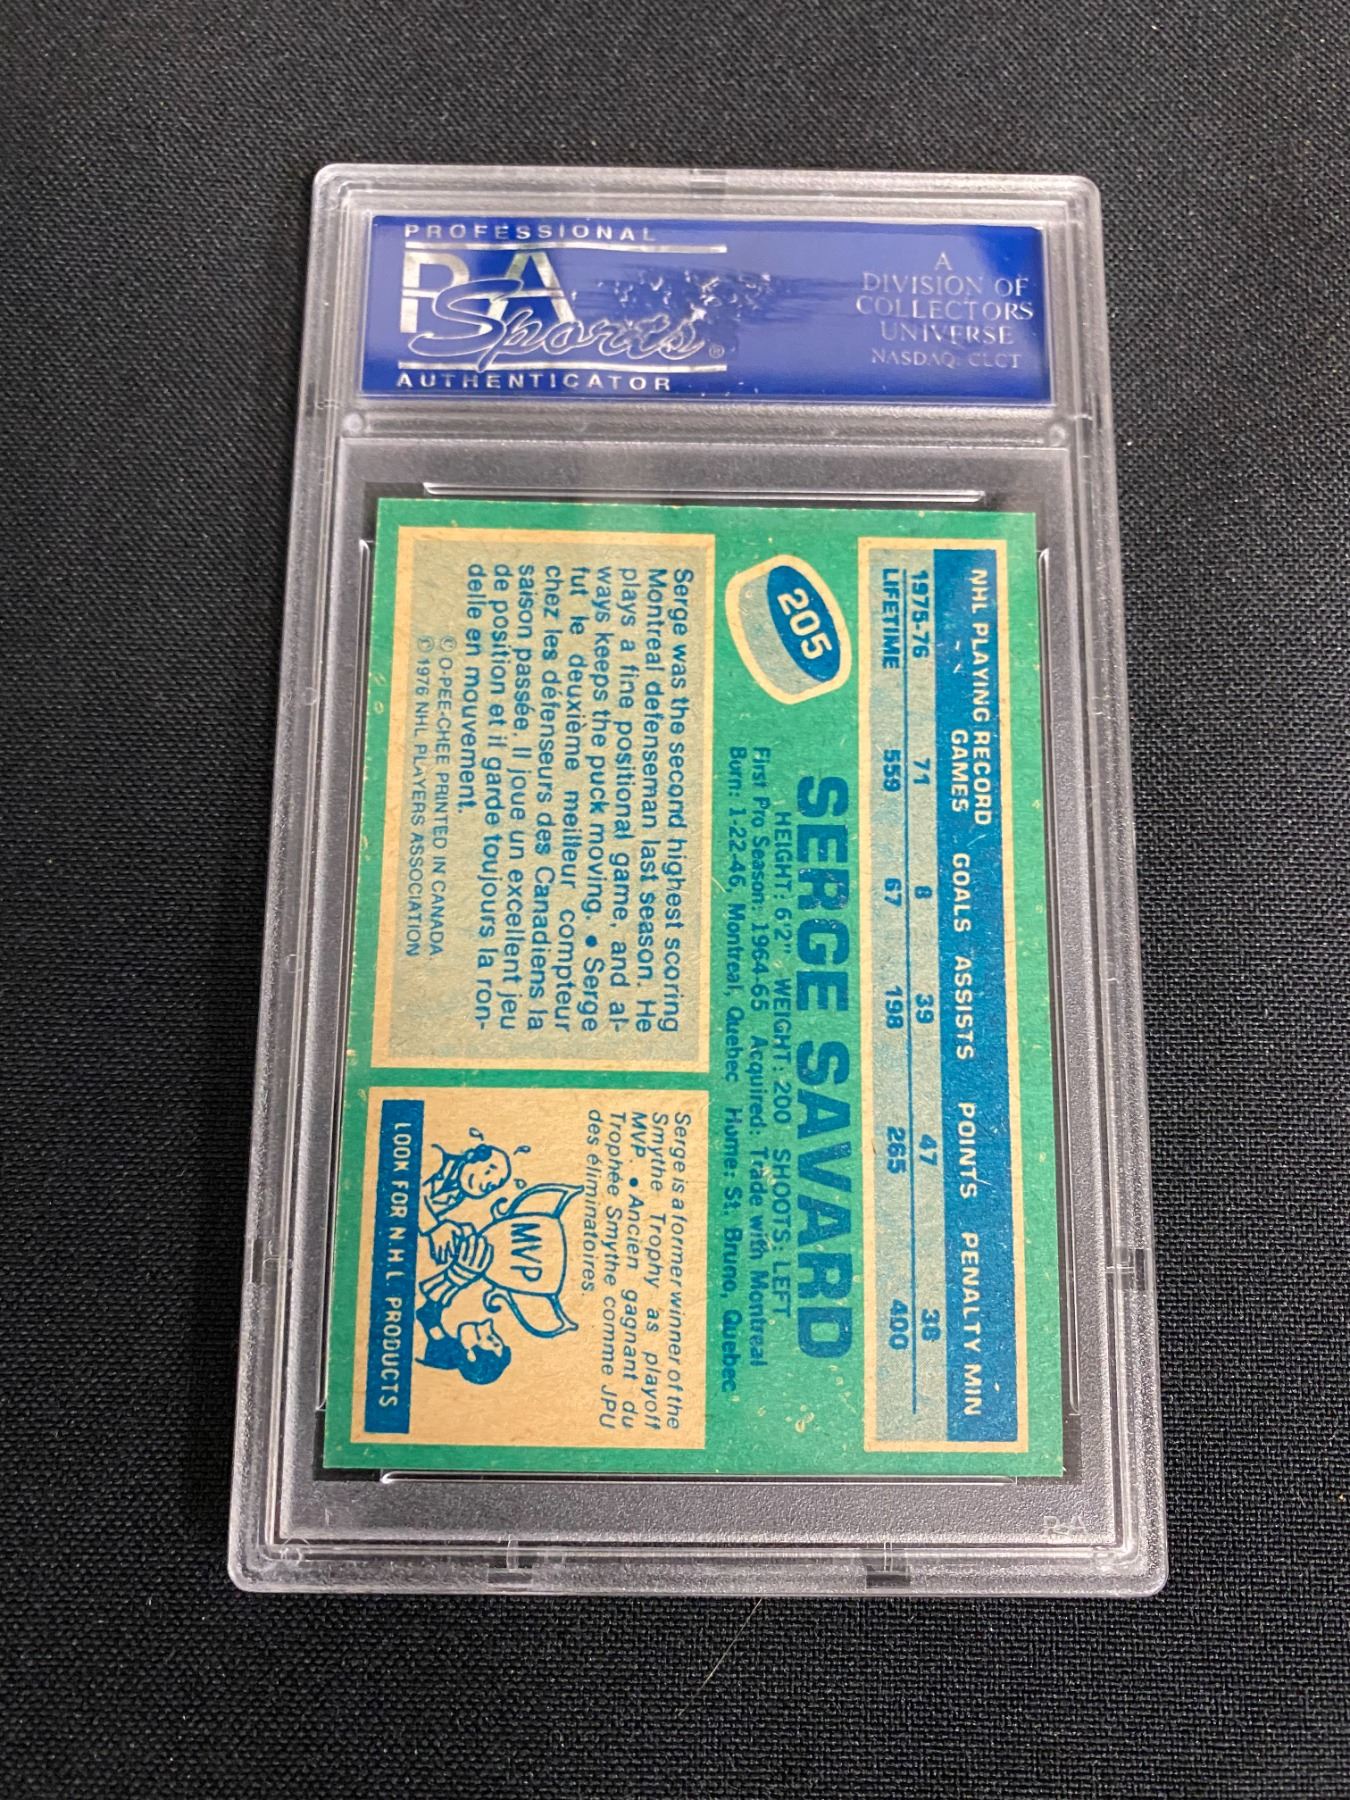 PROFESSIONAL
PSA
Sports®
AUTHENTICATOR
A
DIVISION OF
COLLECTORS
UNIVERSE
NASDAQ: CLCT
NHL PLAYING RECORD
GAMES GOALS ASSISTS POINTS PENALTY MIN
1975-76 71 8 39 47 38
LIFETIME 559 67 198 265 400
205
SERGE SAVARD
HEIGHT: 6'2" WEIGHT: 200 SHOOTS: LEFT
First Pro Season: 1964-65 Acquired: Trade with Montreal
Born: 1-22-46, Montreal, Quebec Home: St. Bruno, Quebec
Serge was the second highest scoring
Montreal defenseman last season. He
plays a fine positional game, and al-
ways keeps the puck moving. • Serge
fut le deuxième meilleur compteur
chez les défenseurs des Canadiens la
saison passée. Il joue un excellent jeu
de position et il garde toujours la ron-
delle en mouvement.
© O-PEE-CHEE PRINTED IN CANADA
© 1976 NHL PLAYERS ASSOCIATION
Serge is a former winner of the
Smythe Trophy as playoff
MVP. • Ancien gagnant du
Trophée Smythe comme JPU
des éliminatoires.
MVP
LOOK FOR N.H.L. PRODUCTS
PSA